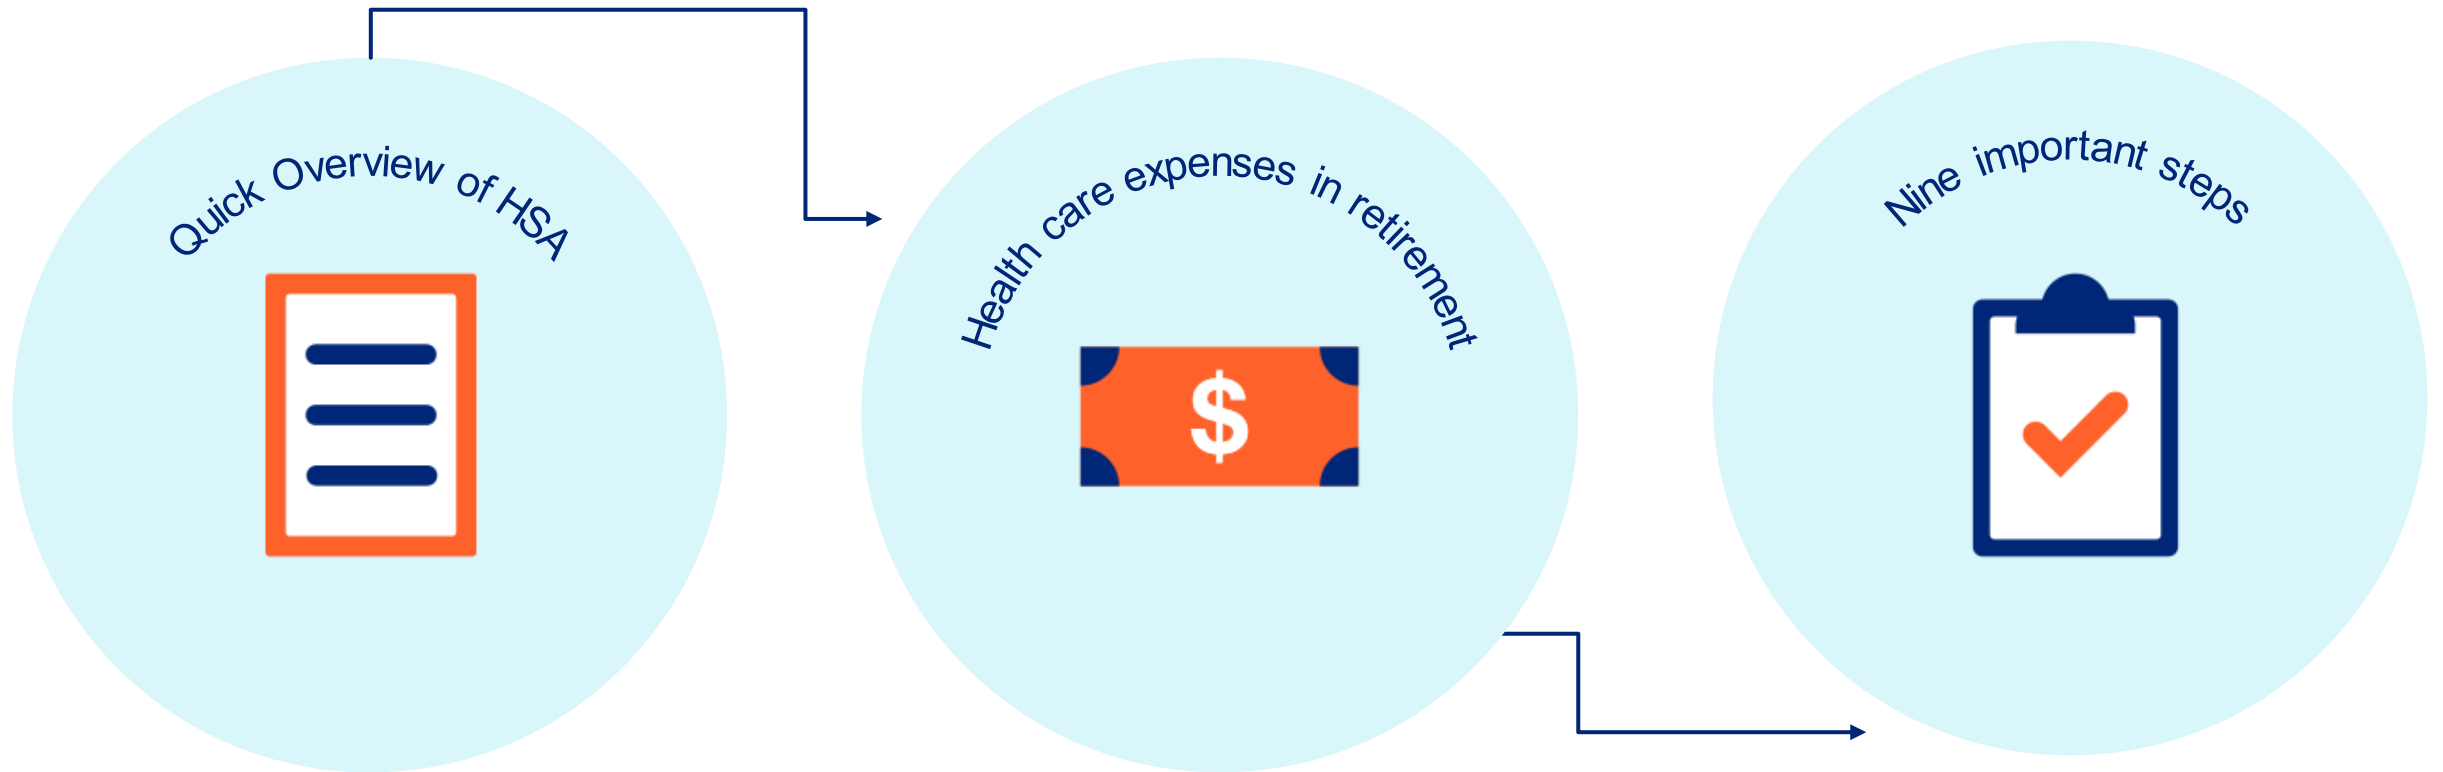 Quick Overview of HSA
Health care expenses in retirement
$
Nine important steps